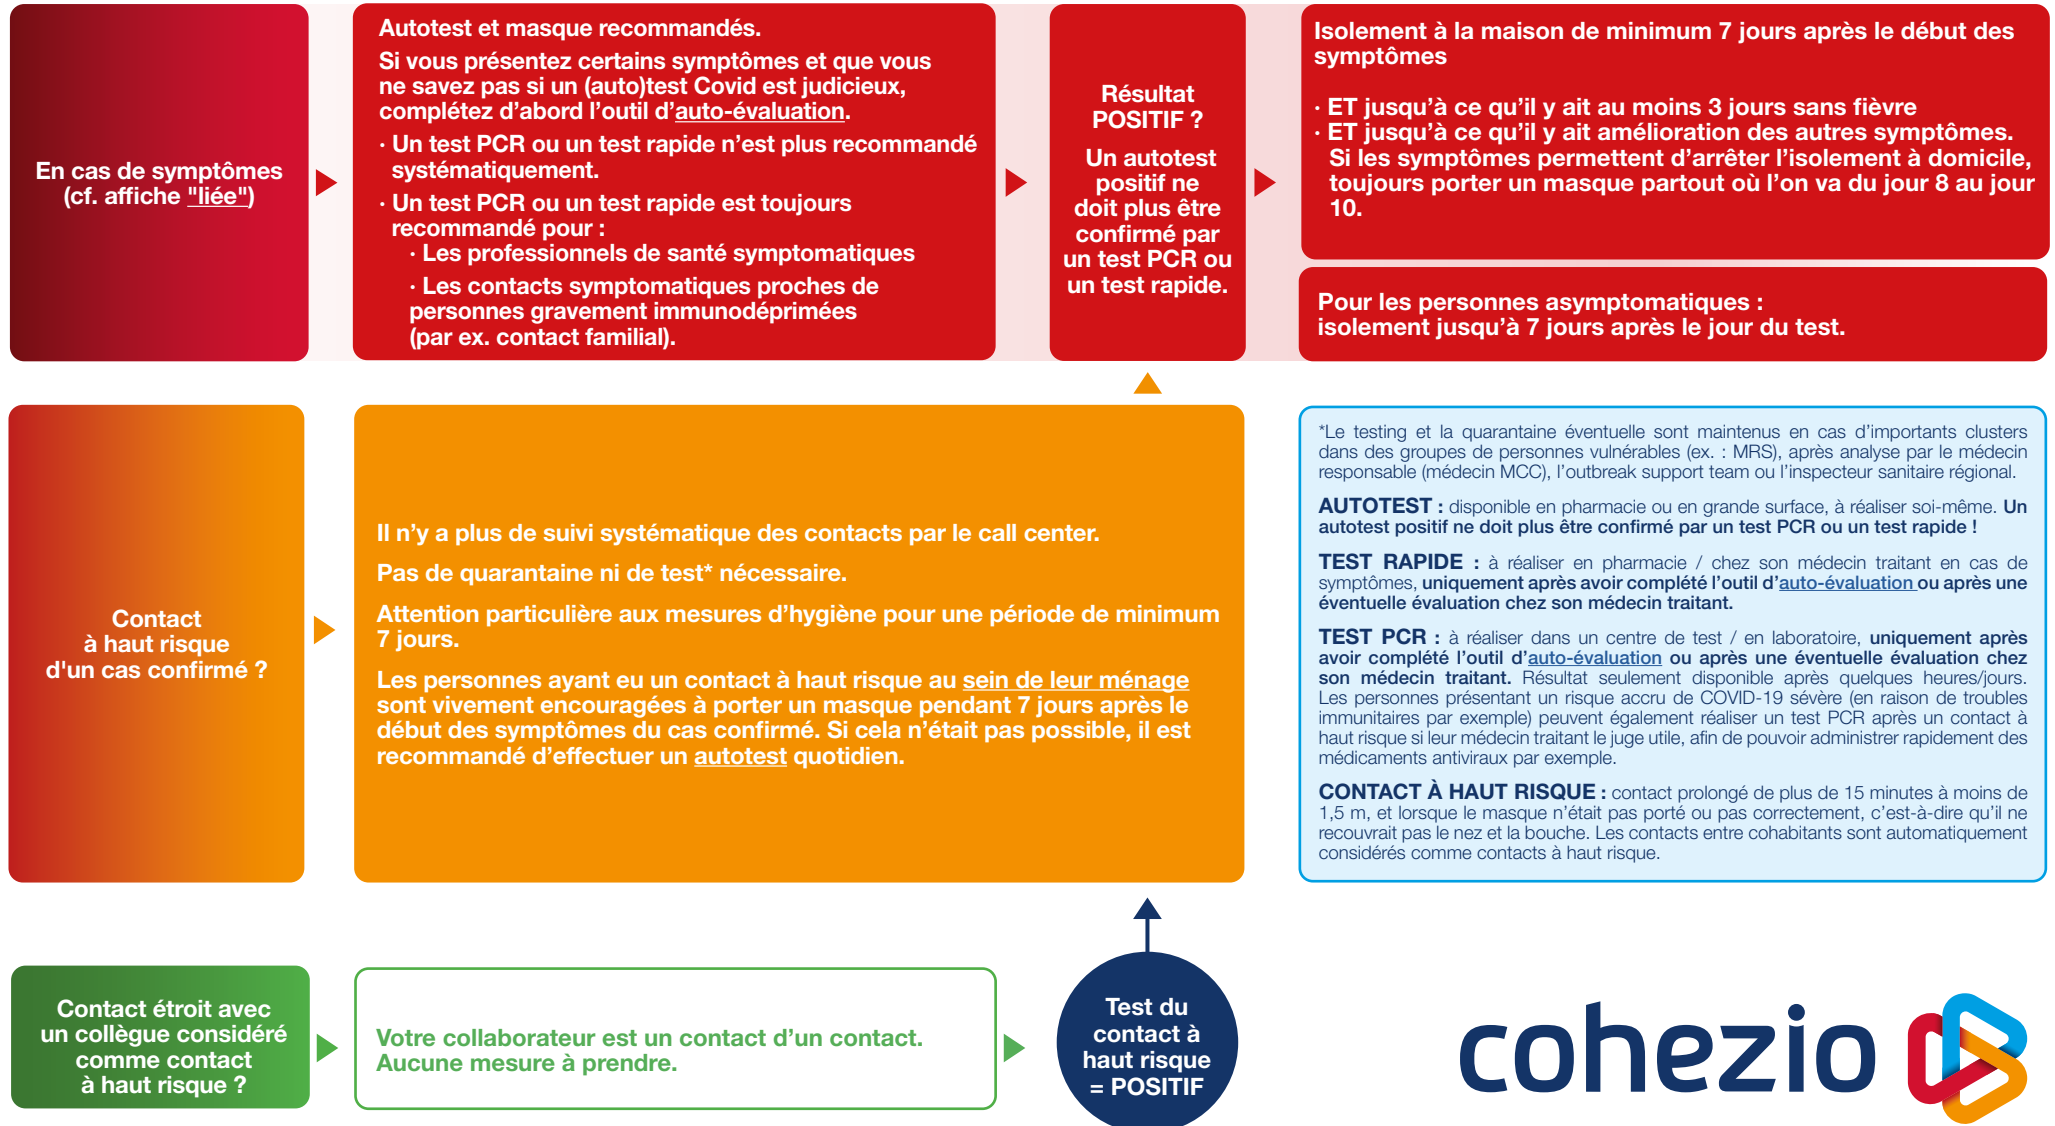 En cas de symptômes
(cf. affiche "liée")
Autotest et masque recommandés.
Si vous présentez certains symptômes et que vous
ne savez pas si un (auto)test Covid est judicieux,
complétez d’abord l’outil d’auto-évaluation.
· Un test PCR ou un test rapide n’est plus recommandé
systématiquement.
· Un test PCR ou un test rapide est toujours
recommandé pour :
· Les professionnels de santé symptomatiques
· Les contacts symptomatiques proches de
personnes gravement immunodéprimées
(par ex. contact familial).
Résultat
POSITIF ?
Un autotest
positif ne
doit plus être
confirmé par
un test PCR ou
un test rapide.
Isolement à la maison de minimum 7 jours après le début des
symptômes
· ET jusqu’à ce qu’il y ait au moins 3 jours sans fièvre
· ET jusqu’à ce qu’il y ait amélioration des autres symptômes.
Si les symptômes permettent d’arrêter l’isolement à domicile,
toujours porter un masque partout où l’on va du jour 8 au jour
10.
Pour les personnes asymptomatiques :
isolement jusqu’à 7 jours après le jour du test.
Contact
à haut risque
d'un cas confirmé ?
Il n’y a plus de suivi systématique des contacts par le call center.
Pas de quarantaine ni de test* nécessaire.
Attention particulière aux mesures d’hygiène pour une période de minimum
7 jours.
Les personnes ayant eu un contact à haut risque au sein de leur ménage
sont vivement encouragées à porter un masque pendant 7 jours après le
début des symptômes du cas confirmé. Si cela n’était pas possible, il est
recommandé d’effectuer un autotest quotidien.
*Le testing et la quarantaine éventuelle sont maintenus en cas d’importants clusters
dans des groupes de personnes vulnérables (ex. : MRS), après analyse par le médecin
responsable (médecin MCC), l’outbreak support team ou l’inspecteur sanitaire régional.
AUTOTEST : disponible en pharmacie ou en grande surface, à réaliser soi-même. Un
autotest positif ne doit plus être confirmé par un test PCR ou un test rapide !
TEST RAPIDE : à réaliser en pharmacie / chez son médecin traitant en cas de
symptômes, uniquement après avoir complété l’outil d’auto-évaluation ou après une
éventuelle évaluation chez son médecin traitant.
TEST PCR : à réaliser dans un centre de test / en laboratoire, uniquement après
avoir complété l’outil d’auto-évaluation ou après une éventuelle évaluation chez
son médecin traitant. Résultat seulement disponible après quelques heures/jours.
Les personnes présentant un risque accru de COVID-19 sévère (en raison de troubles
immunitaires par exemple) peuvent également réaliser un test PCR après un contact à
haut risque si leur médecin traitant le juge utile, afin de pouvoir administrer rapidement des
médicaments antiviraux par exemple.
CONTACT À HAUT RISQUE : contact prolongé de plus de 15 minutes à moins de
1,5 m, et lorsque le masque n’était pas porté ou pas correctement, c’est-à-dire qu’il ne
recouvrait pas le nez et la bouche. Les contacts entre cohabitants sont automatiquement
considérés comme contacts à haut risque.
Contact étroit avec
un collègue considéré
comme contact
à haut risque ?
Votre collaborateur est un contact d’un contact.
Aucune mesure à prendre.
Test du
contact à
haut risque
= POSITIF
cohezio